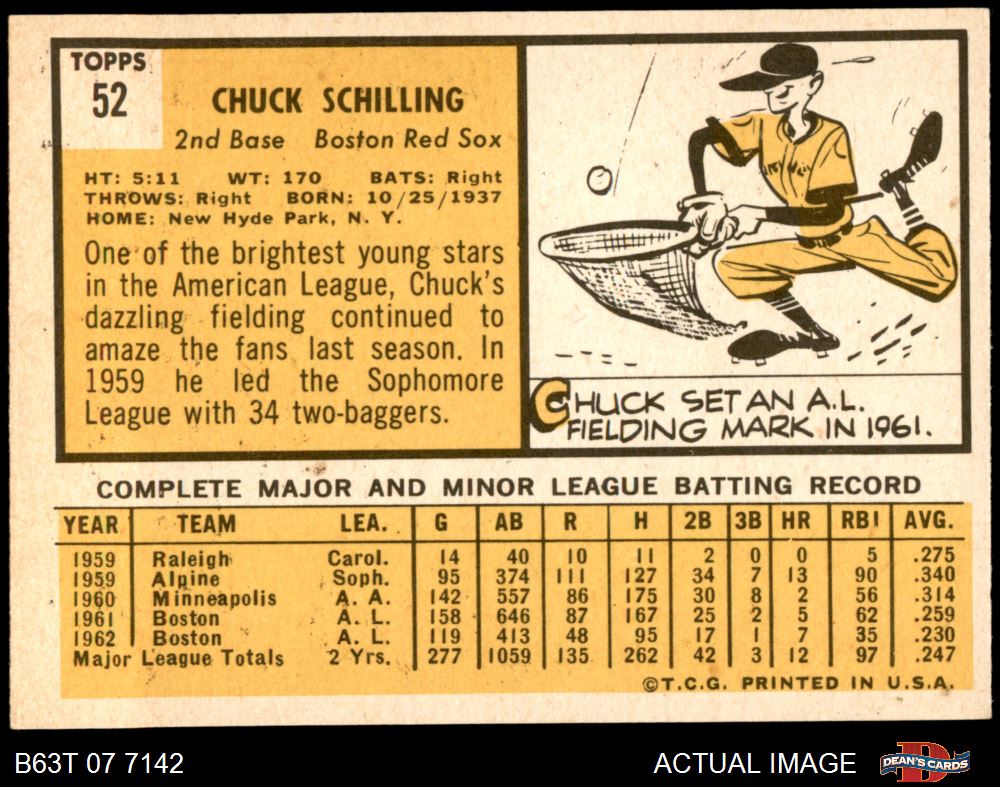 TOPPS
52
CHUCK SCHILLING
2nd Base Boston Red Sox
HT: 5:11 WT: 170 BATS: Right
THROWS: Right BORN: 10/25/1937
HOME: New Hyde Park, N. Y.
One of the brightest young stars
in the American League, Chuck's
dazzling fielding continued to
amaze the fans last season. In
1959 he led the Sophomore
League with 34 two-baggers.
CHUCK SET AN A.L.
FIELDING MARK IN 1961.
COMPLETE MAJOR AND MINOR LEAGUE BATTING RECORD
YEAR TEAM LEA. G AB R H 2B 3B HR RBI AVG.
1959 Raleigh Carol. 14 40 10 11 2 0 0 5 .275
1959 Alpine Soph. 95 374 111 127 34 7 13 90 .340
1960 Minneapolis A. A. 142 557 86 175 30 8 2 56 .314
1961 Boston A. L. 158 646 87 167 25 2 5 62 .259
1962 Boston A. L. 119 413 48 95 17 1 7 35 .230
Major League Totals 2 Yrs. 277 1059 135 262 42 3 12 97 .247
©T.C.G. PRINTED IN U.S.A.
B63T 07 7142 ACTUAL IMAGE
D
DEAN'S CARDS